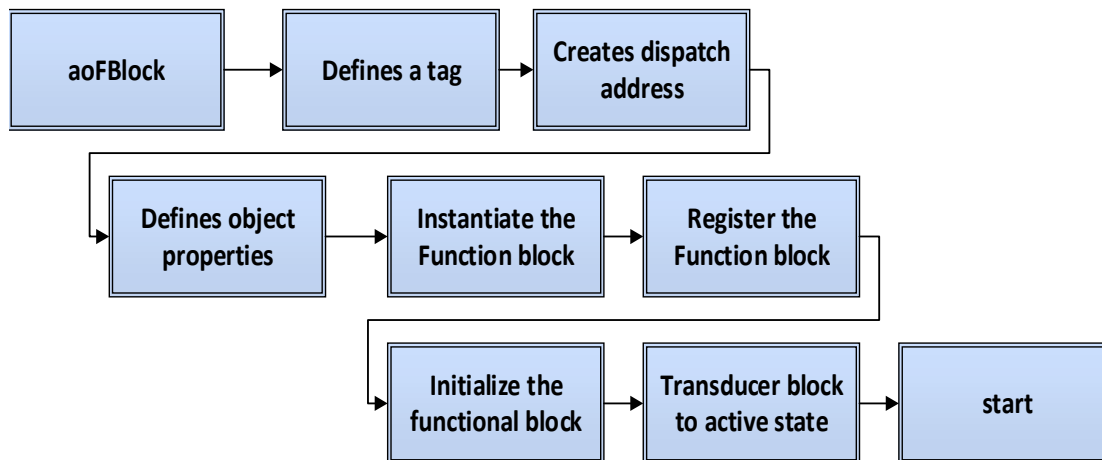 aoFBlock
Defines a tag
Creates dispatch
address
Defines object
properties
Instantiate the
Function block
Register the
Function block
Initialize the
functional block
Transducer block
to active state
start